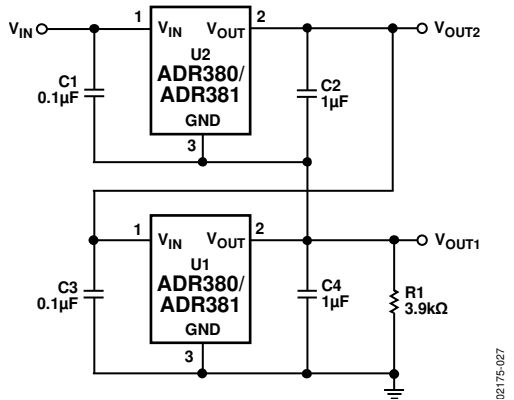 VIN
1
VIN
VOUT
2
VOUT2
U2
ADR380/
ADR381
C1
0.1µF
C2
1µF
GND
3
1
VIN
VOUT
2
VOUT1
U1
ADR380/
ADR381
C3
0.1µF
C4
1µF
R1
3.9kΩ
GND
3
02175-027